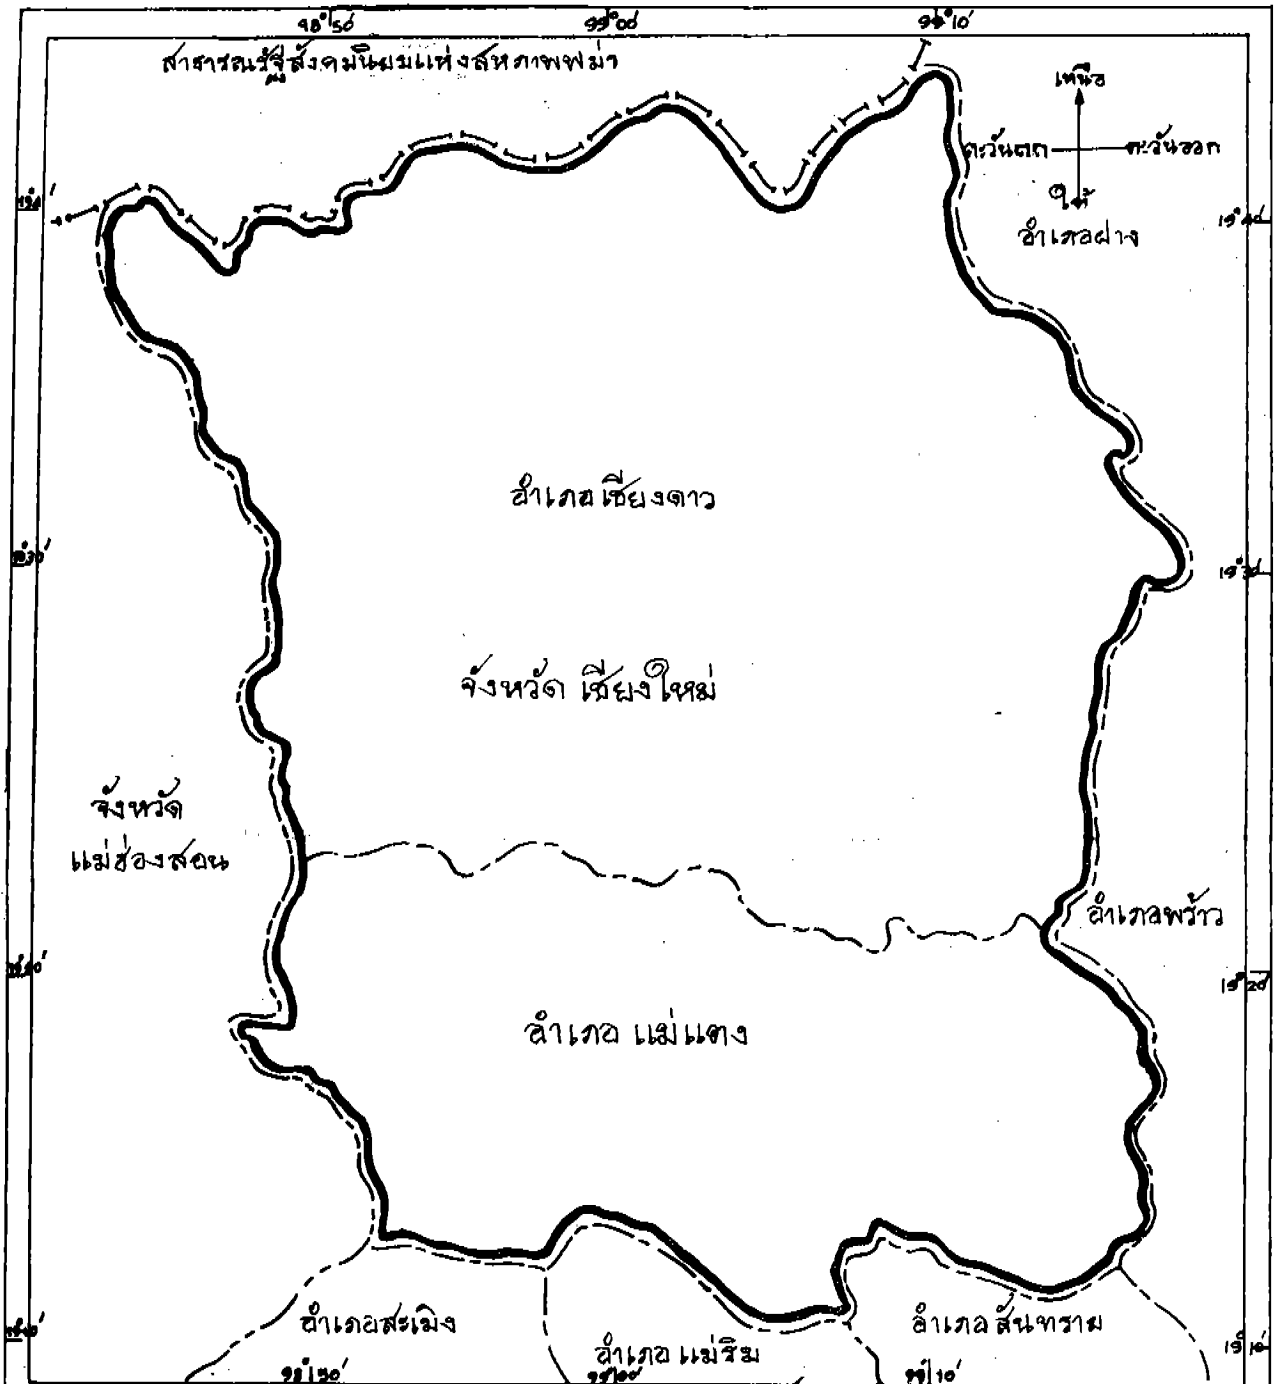 98°50' 99°00' 99°10'
สาธารณรัฐสังคมนิยมแห่งสหภาพพม่า
เหนือ
ตะวันตก ตะวันออก
ใต้
อำเภอฝาง
19°40'
อำเภอเชียงดาว
19°30'
จังหวัด เชียงใหม่
จังหวัด
แม่ฮ่องสอน
อำเภอพร้าว
19°20'
อำเภอ แม่แตง
อำเภอสะเมิง
อำเภอ แม่ริม
อำเภอ สันทราย
19°10'
98°50' 99°00' 99°10'